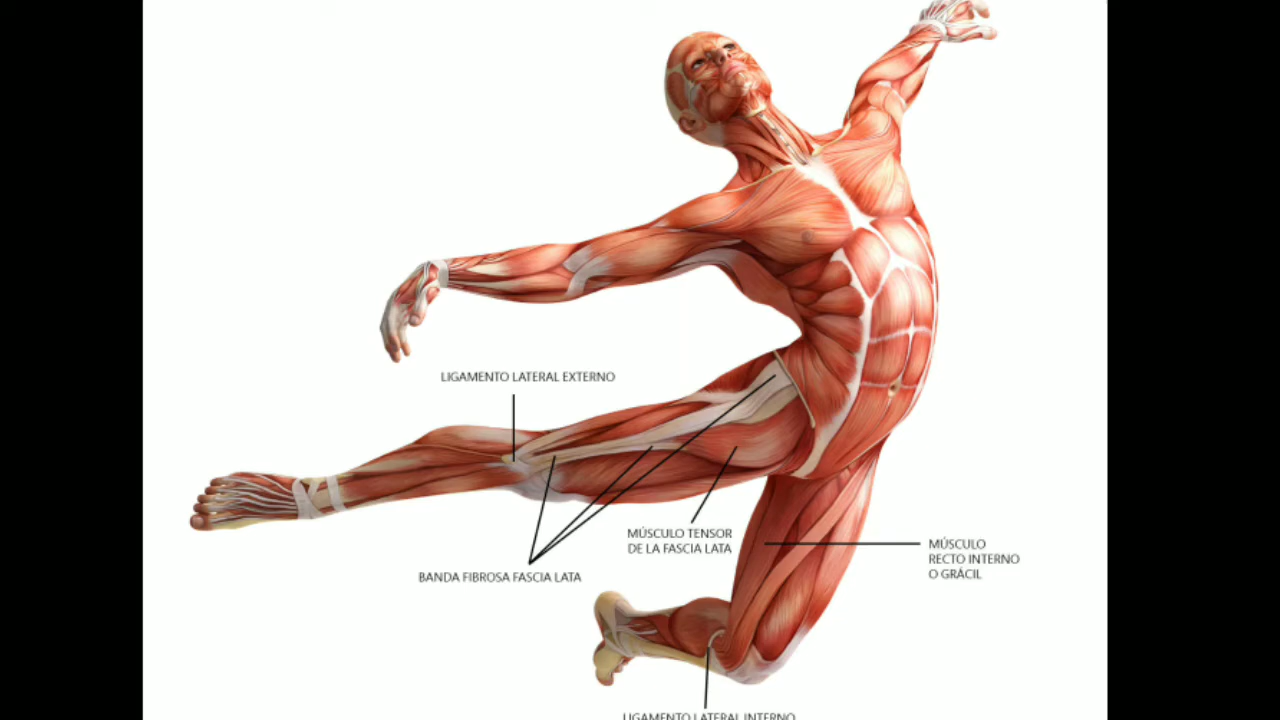 LIGAMENTO LATERAL EXTERNO
MÚSCULO TENSOR
DE LA FASCIA LATA
BANDA FIBROSA FASCIA LATA
MÚSCULO
RECTO INTERNO
O GRÁCIL
LIGAMENTO LATERAL INTERNO